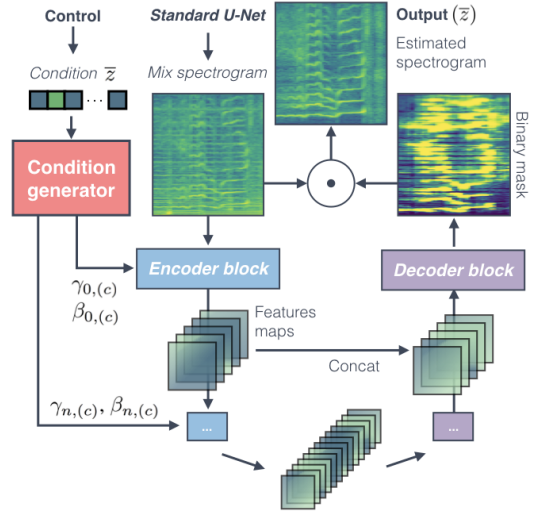 Control
Condition z̅
...
Condition
generator
Standard U-Net
Mix spectrogram
Output (z̅)
Estimated
spectrogram
Binary mask
Encoder block
Decoder block
γ0,(c)
β0,(c)
Features
maps
Concat
γn,(c), βn,(c)
...
...